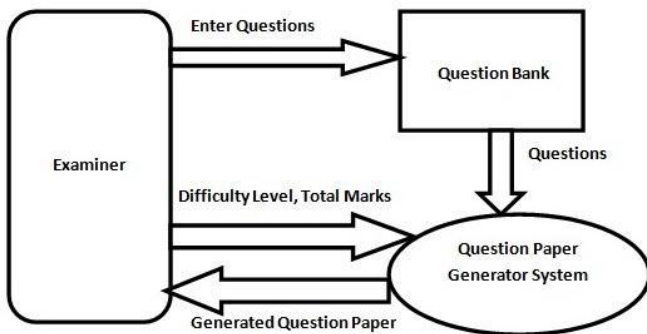 Enter Questions
Question Bank
Examiner
Questions
Difficulty Level, Total Marks
Question Paper
Generator System
Generated Question Paper